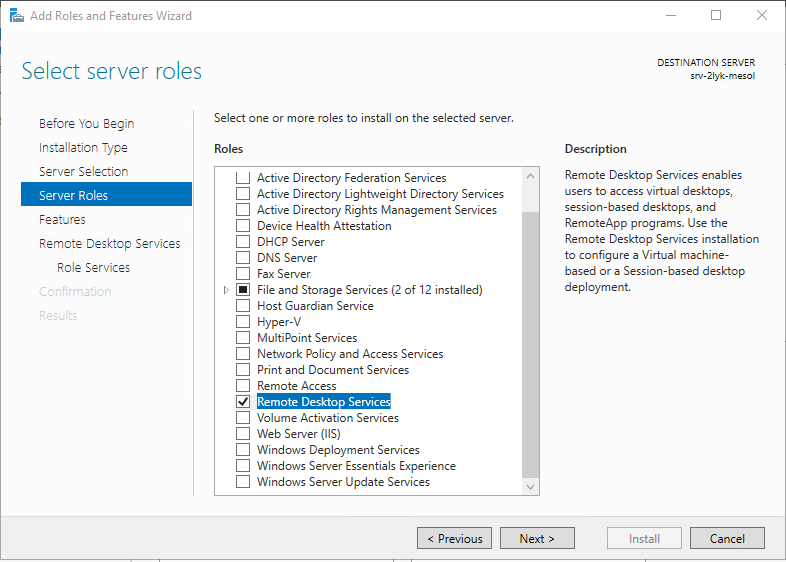 Add Roles and Features Wizard
Select server roles
DESTINATION SERVER
srv-2lyk-mesol
Before You Begin
Installation Type
Server Selection
Server Roles
Features
Remote Desktop Services
Role Services
Confirmation
Results
Select one or more roles to install on the selected server.
Roles
Active Directory Federation Services
Active Directory Lightweight Directory Services
Active Directory Rights Management Services
Device Health Attestation
DHCP Server
DNS Server
Fax Server
File and Storage Services (2 of 12 installed)
Host Guardian Service
Hyper-V
MultiPoint Services
Network Policy and Access Services
Print and Document Services
Remote Access
Remote Desktop Services
Volume Activation Services
Web Server (IIS)
Windows Deployment Services
Windows Server Essentials Experience
Windows Server Update Services
Description
Remote Desktop Services enables
users to access virtual desktops,
session-based desktops, and
RemoteApp programs. Use the
Remote Desktop Services installation
to configure a Virtual machine-
based or a Session-based desktop
deployment.
< Previous
Next >
Install
Cancel